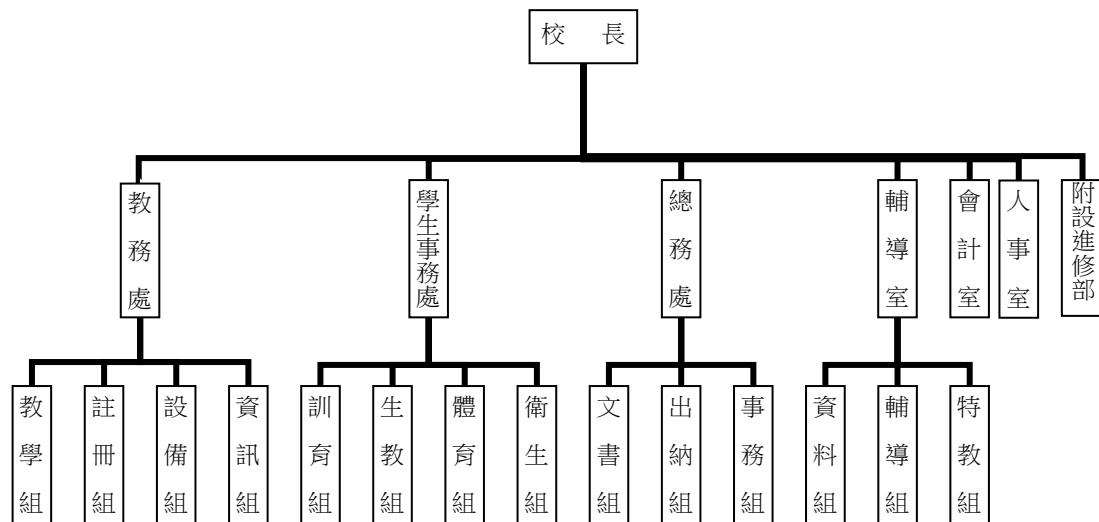 校長
教務處
學生事務處
總務處
輔導室
會計室
人事室
附設進修部
教學組
註冊組
設備組
資訊組
訓育組
生教組
體育組
衛生組
文書組
出納組
事務組
資料組
輔導組
特教組